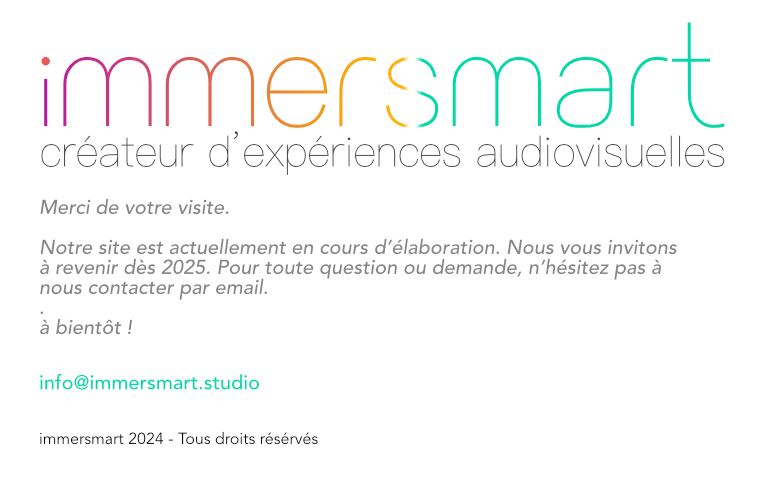 immersmart
créateur d’expériences audiovisuelles
Merci de votre visite.
Notre site est actuellement en cours d’élaboration. Nous vous invitons
à revenir dès 2025. Pour toute question ou demande, n’hésitez pas à
nous contacter par email.
.
à bientôt !
info@immersmart.studio
immersmart 2024 - Tous droits résérvés